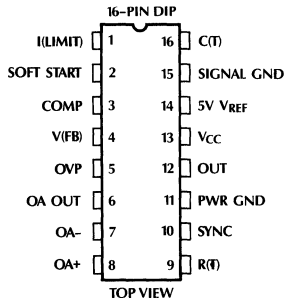 16-PIN DIP
I(LIMIT) 1 16 C(T)
SOFT START 2 15 SIGNAL GND
COMP 3 14 5V VREF
V(FB) 4 13 VCC
OVP 5 12 OUT
OA OUT 6 11 PWR GND
OA- 7 10 SYNC
OA+ 8 9 R(T)
TOP VIEW